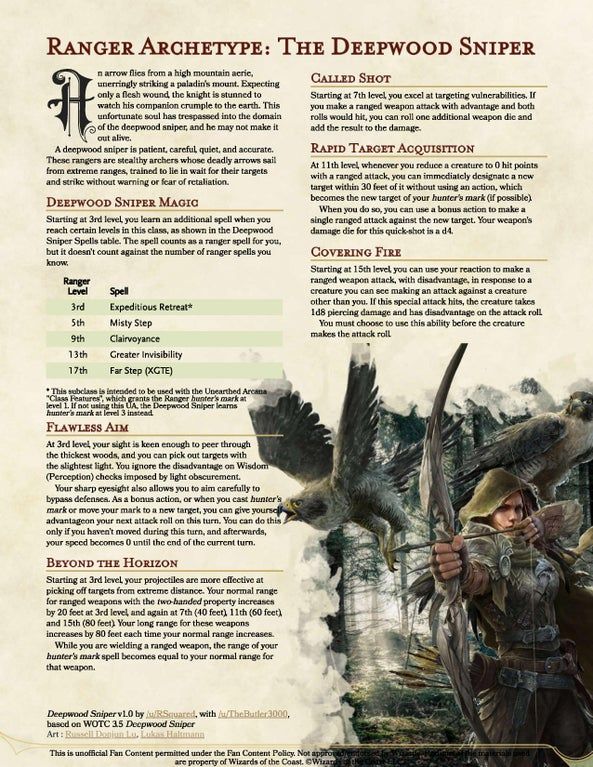 Ranger Archetype: The Deepwood Sniper
An arrow flies from a high mountain aerie,
unerringly striking a paladin's mount. Expecting
only a flesh wound, the knight is stunned to
watch his companion crumple to the earth. This
unfortunate soul has trespassed into the domain
of the deepwood sniper, and he may not make it
out alive.
A deepwood sniper is patient, careful, quiet, and accurate.
These rangers are stealthy archers whose deadly arrows sail
from extreme ranges, trained to lie in wait for their targets
and strike without warning or fear of retaliation.
Deepwood Sniper Magic
Starting at 3rd level, you learn an additional spell when you
reach certain levels in this class, as shown in the Deepwood
Sniper Spells table. The spell counts as a ranger spell for you,
but it doesn't count against the number of ranger spells you
know.
Ranger
Level Spell
3rd Expeditious Retreat*
5th Misty Step
9th Clairvoyance
13th Greater Invisibility
17th Far Step (XGTE)
* This subclass is intended to be used with the Unearthed Arcana
"Class Features", which grants the Ranger hunter's mark at
level 1. If not using this UA, the Deepwood Sniper learns
hunter's mark at level 3 instead.
Flawless Aim
At 3rd level, your sight is keen enough to peer through
the thickest woods, and you can pick out targets with
the slightest light. You ignore the disadvantage on Wisdom
(Perception) checks imposed by light obscurement.
Your sharp eyesight also allows you to aim carefully to
bypass defenses. As a bonus action, or when you cast hunter's
mark or move your mark to a new target, you can give yourself
advantageon your next attack roll on this turn. You can do this
only if you haven't moved during this turn, and afterwards,
your speed becomes 0 until the end of the current turn.
Beyond the Horizon
Starting at 3rd level, your projectiles are more effective at
picking off targets from extreme distance. Your normal range
for ranged weapons with the two-handed property increases
by 20 feet at 3rd level, and again at 7th (40 feet), 11th (60 feet),
and 15th (80 feet). Your long range for these weapons
increases by 80 feet each time your normal range increases.
While you are wielding a ranged weapon, the range of your
hunter's mark spell becomes equal to your normal range for
that weapon.
Called Shot
Starting at 7th level, you excel at targeting vulnerabilities. If
you make a ranged weapon attack with advantage and both
rolls would hit, you can roll one additional weapon die and
add the result to the damage.
Rapid Target Acquisition
At 11th level, whenever you reduce a creature to 0 hit points
with a ranged attack, you can immediately designate a new
target within 30 feet of it without using an action, which
becomes the new target of your hunter's mark (if possible).
When you do so, you can use a bonus action to make a
single ranged attack against the new target. Your weapon's
damage die for this quick-shot is a d4.
Covering Fire
Starting at 15th level, you can use your reaction to make a
ranged weapon attack, with disadvantage, in response to a
creature you can see making an attack against a creature
other than you. If this special attack hits, the creature takes
1d8 piercing damage and has disadvantage on the attack roll.
You must choose to use this ability before the creature
makes the attack roll.
Deepwood Sniper v1.0 by /u/RSquared, with /u/TheButler3000,
based on WOTC 3.5 Deepwood Sniper
Art : Russell Dongjun Lu, Lukas Haltmann
This is unofficial Fan Content permitted under the Fan Content Policy. Not materials used
are property of Wizards of the Coast. ©Wizards